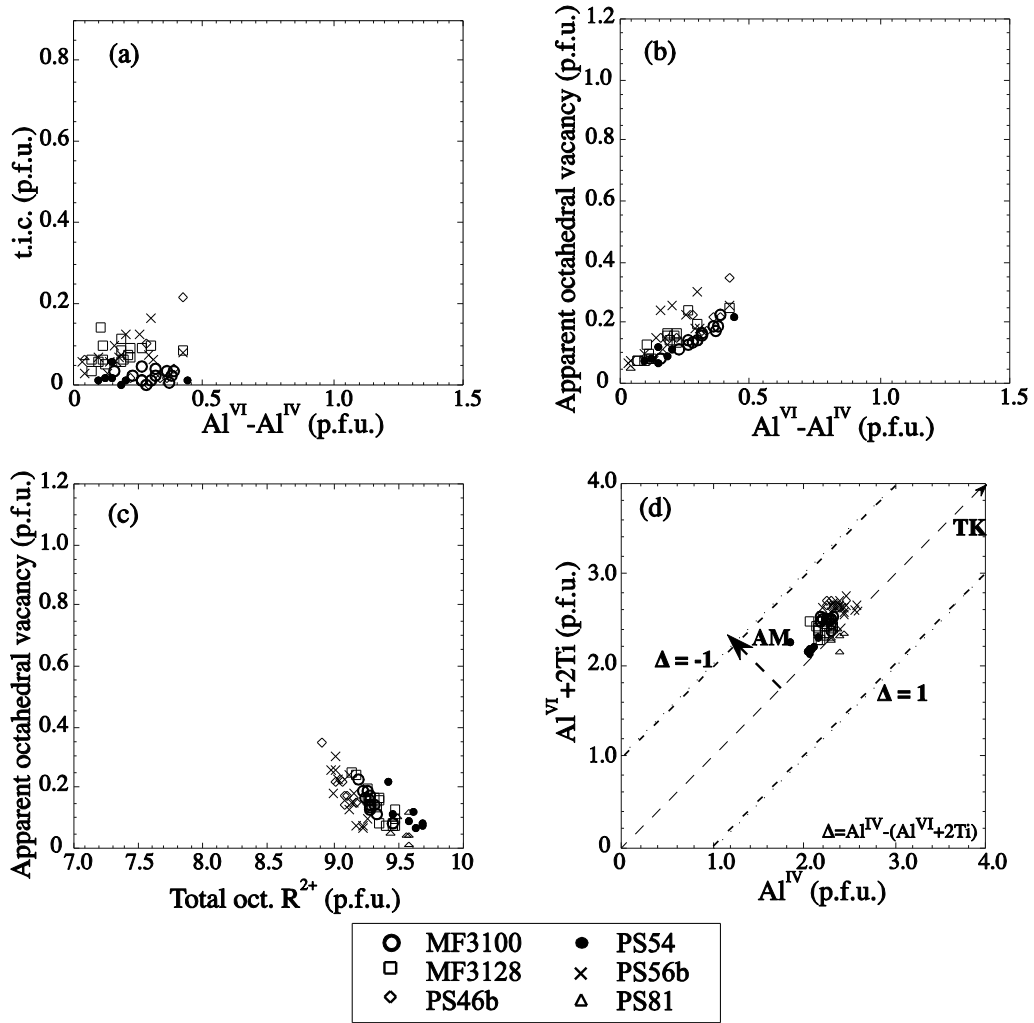 (a)
t.i.c. (p.f.u.)
0.8
0.6
0.4
0.2
0
0 0.5 1.0 1.5
Al^VI-Al^IV (p.f.u.)
(b)
Apparent octahedral vacancy (p.f.u.)
1.2
1.0
0.8
0.6
0.4
0.2
0
0 0.5 1.0 1.5
Al^VI-Al^IV (p.f.u.)
(c)
Apparent octahedral vacancy (p.f.u.)
1.2
1.0
0.8
0.6
0.4
0.2
0
7.0 7.5 8.0 8.5 9.0 9.5 10
Total oct. R^2+ (p.f.u.)
(d)
Al^VI+2Ti (p.f.u.)
4.0
3.0
2.0
1.0
0
TK
AM
Δ = -1
Δ = 1
Δ=Al^IV-(Al^VI+2Ti)
0 1.0 2.0 3.0 4.0
Al^IV (p.f.u.)
MF3100 PS54
MF3128 PS56b
PS46b PS81